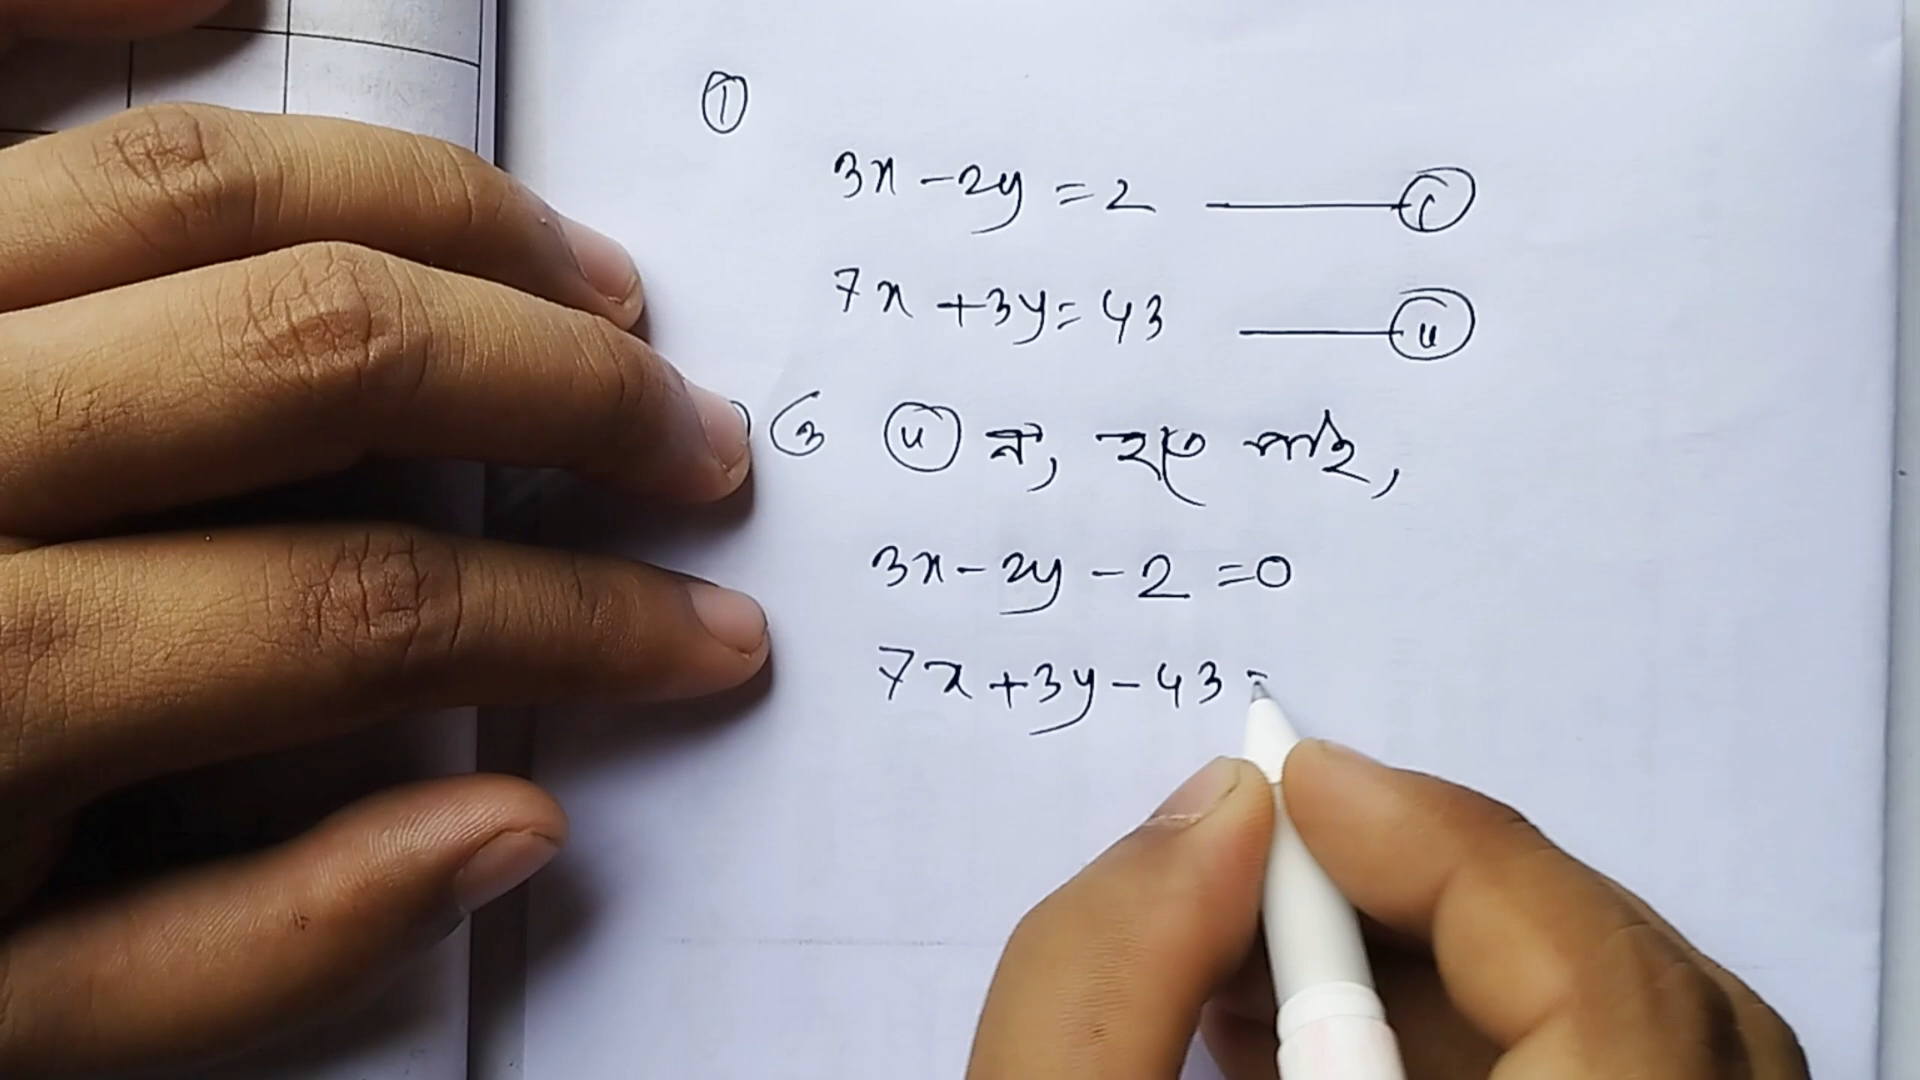 ①
3x - 2y = 2 —— (i)
7x + 3y = 43 —— (ii)
ও (ii) নং, হতে পাই,
3x - 2y - 2 = 0
7x + 3y - 43 =